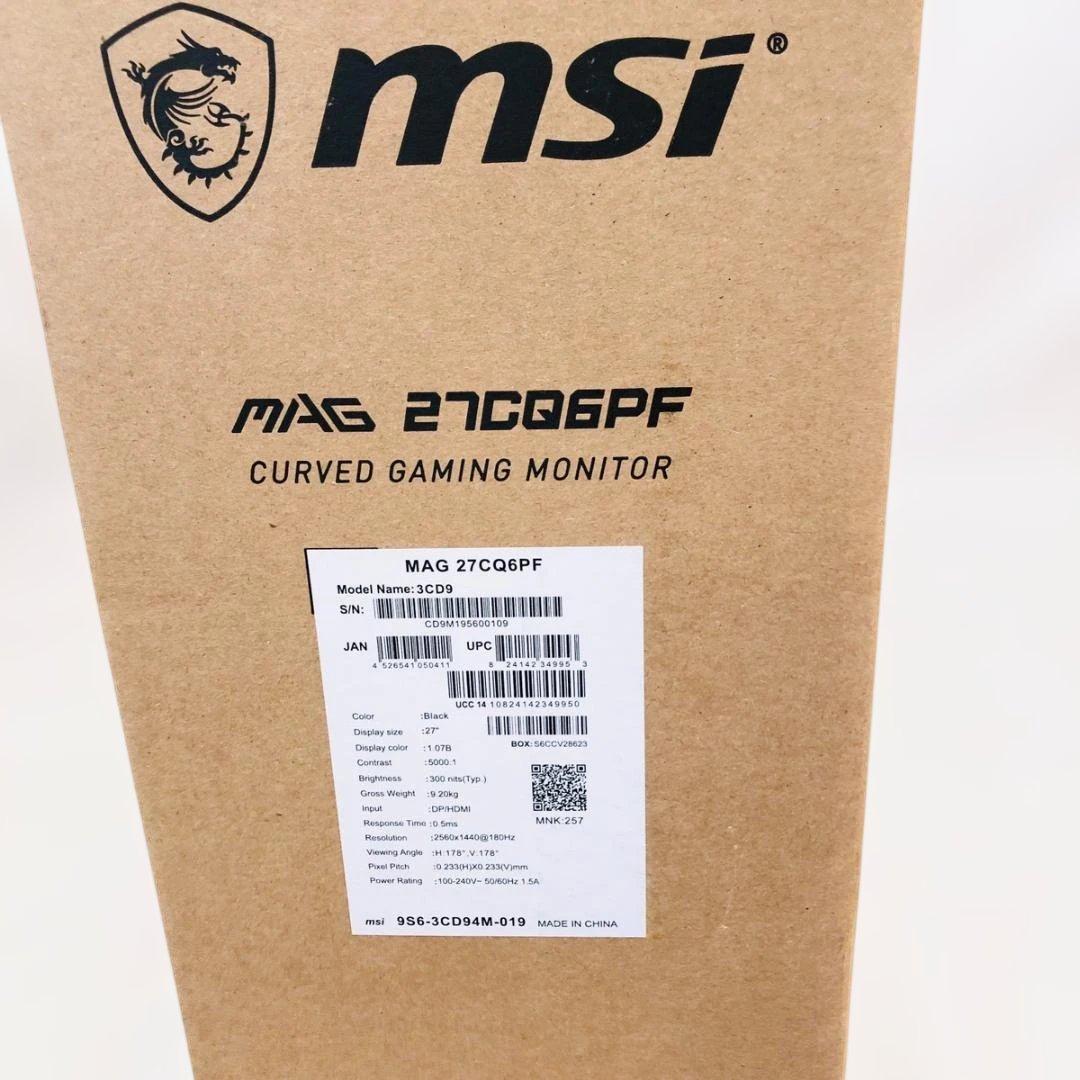 msi®
MAG 27CQ6PF
CURVED GAMING MONITOR
MAG 27CQ6PF
Model Name:3CD9
S/N:
CD9M195600109
JAN
4 526541 050411
UPC
8 24142 34995 3
UCC 14 10824142349950
BOX: S6CCV28623
MNK:257
Color :Black
Display size :27"
Display color :1.07B
Contrast :5000:1
Brightness :300 nits(Typ.)
Gross Weight :9.20kg
Input :DP/HDMI
Response Time :0.5ms
Resolution :2560x1440@180Hz
Viewing Angle :H:178°,V:178°
Pixel Pitch :0.233(H)X0.233(V)mm
Power Rating :100-240V~ 50/60Hz 1.5A
msi 9S6-3CD94M-019 MADE IN CHINA